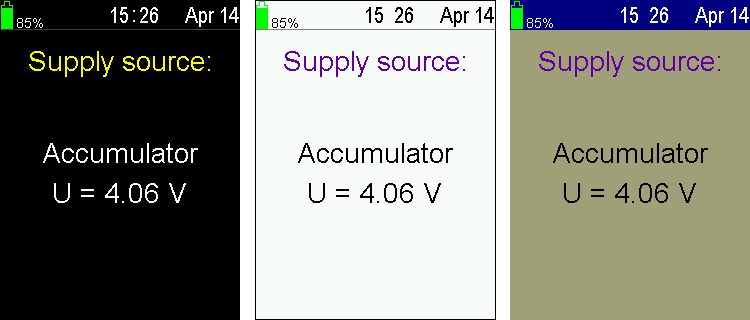 85% 15:26 Apr 14
Supply source:
Accumulator
U = 4.06 V
85% 15 26 Apr 14
Supply source:
Accumulator
U = 4.06 V
85% 15 26 Apr 14
Supply source:
Accumulator
U = 4.06 V